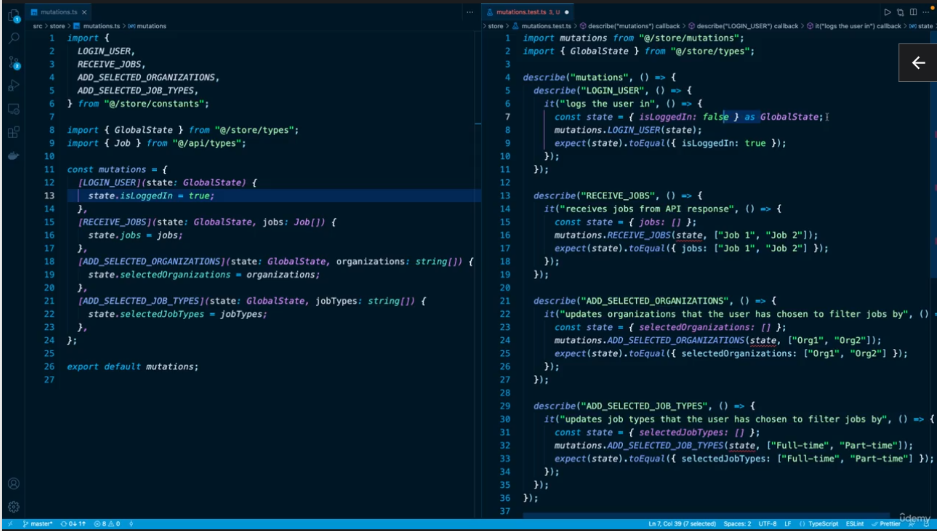 mutations.ts
src > store > mutations.ts > mutations
1 import {
2 LOGIN_USER,
3 RECEIVE_JOBS,
4 ADD_SELECTED_ORGANIZATIONS,
5 ADD_SELECTED_JOB_TYPES,
6 } from "@/store/constants";
7
8 import { GlobalState } from "@/store/types";
9 import { Job } from "@/api/types";
10
11 const mutations = {
12 [LOGIN_USER](state: GlobalState) {
13 state.isLoggedIn = true;
14 },
15 [RECEIVE_JOBS](state: GlobalState, jobs: Job[]) {
16 state.jobs = jobs;
17 },
18 [ADD_SELECTED_ORGANIZATIONS](state: GlobalState, organizations: string[]) {
19 state.selectedOrganizations = organizations;
20 },
21 [ADD_SELECTED_JOB_TYPES](state: GlobalState, jobTypes: string[]) {
22 state.selectedJobTypes = jobTypes;
23 },
24 };
25
26 export default mutations;
27
mutations.test.ts 3, U
> store > mutations.test.ts > describe("mutations") callback > describe("LOGIN_USER") callback > it("logs the user in") callback > state
1 import mutations from "@/store/mutations";
2 import { GlobalState } from "@/store/types";
3
4 describe("mutations", () => {
5 describe("LOGIN_USER", () => {
6 it("logs the user in", () => {
7 const state = { isLoggedIn: false } as GlobalState;
8 mutations.LOGIN_USER(state);
9 expect(state).toEqual({ isLoggedIn: true });
10 });
11 });
12
13 describe("RECEIVE_JOBS", () => {
14 it("receives jobs from API response", () => {
15 const state = { jobs: [] };
16 mutations.RECEIVE_JOBS(state, ["Job 1", "Job 2"]);
17 expect(state).toEqual({ jobs: ["Job 1", "Job 2"] });
18 });
19 });
20
21 describe("ADD_SELECTED_ORGANIZATIONS", () => {
22 it("updates organizations that the user has chosen to filter jobs by", () =
23 const state = { selectedOrganizations: [] };
24 mutations.ADD_SELECTED_ORGANIZATIONS(state, ["Org1", "Org2"]);
25 expect(state).toEqual({ selectedOrganizations: ["Org1", "Org2"] });
26 });
27 });
28
29 describe("ADD_SELECTED_JOB_TYPES", () => {
30 it("updates job types that the user has chosen to filter jobs by", () => {
31 const state = { selectedJobTypes: [] };
32 mutations.ADD_SELECTED_JOB_TYPES(state, ["Full-time", "Part-time"]);
33 expect(state).toEqual({ selectedJobTypes: ["Full-time", "Part-time"] });
34 });
35 });
36 });
37
master* 0↓ 1↑ 8 0 Ln 7, Col 39 (7 selected) Spaces: 2 UTF-8 LF {} TypeScript ESLint Prettier
udemy